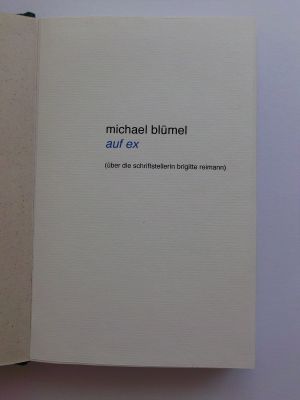 michael blümel
auf ex
(über die schriftstellerin brigitte reimann)